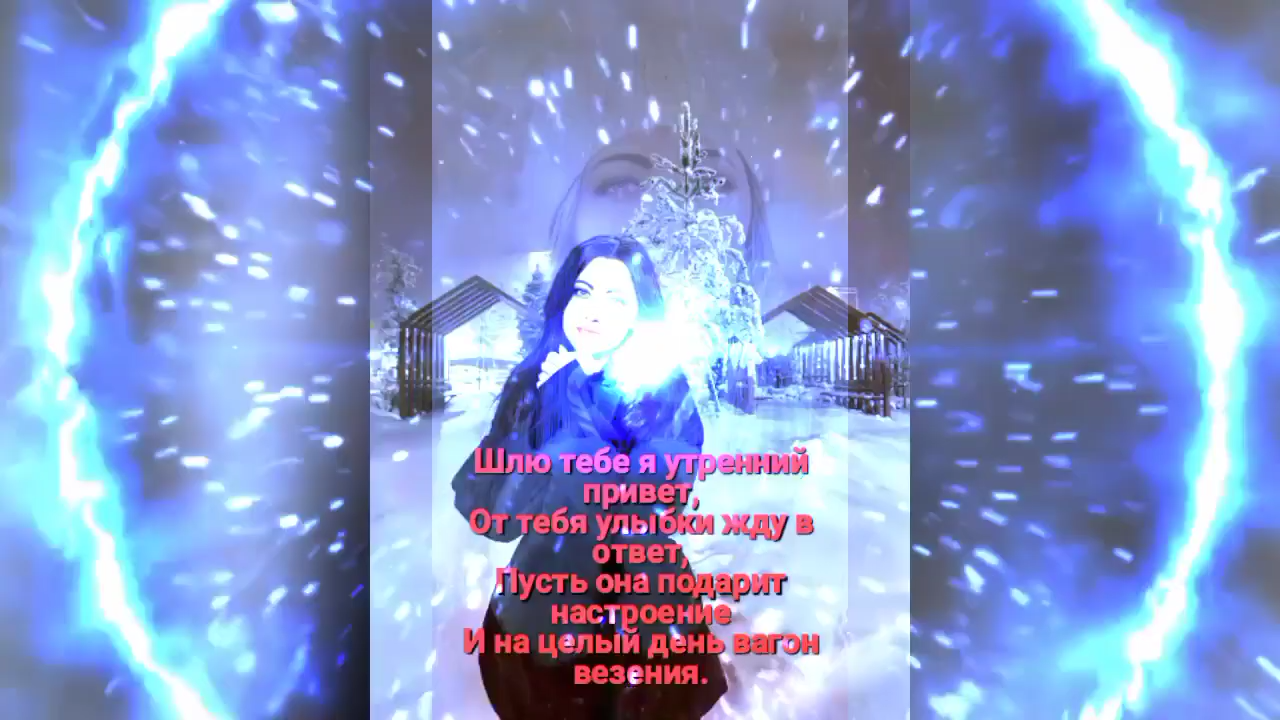 Шлю тебе я утренний
привет,
От тебя улыбки жду в
ответ,
Пусть она подарит
настроение
И на целый день вагон
везения.